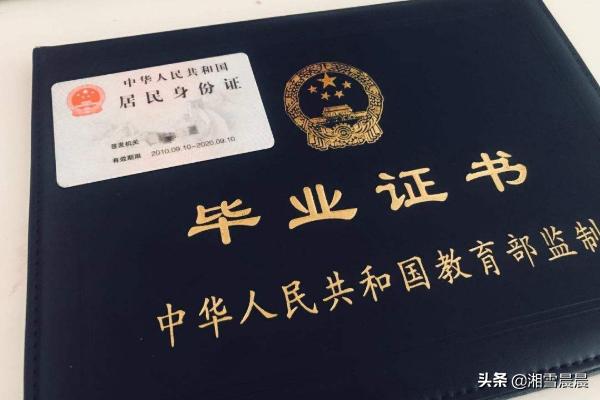 中华人民共和国
居民身份证
签发机关
有效期限 2010.09.10-2020.09.10
毕业证书
中华人民共和国教育部监制
头条 @湘雪晨晨